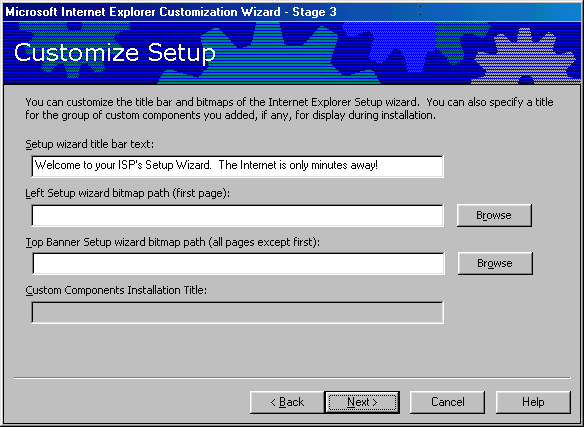 Microsoft Internet Explorer Customization Wizard - Stage 3
Customize Setup
You can customize the title bar and bitmaps of the Internet Explorer Setup wizard. You can also specify a title
for the group of custom components you added, if any, for display during installation.
Setup wizard title bar text:
Welcome to your ISP's Setup Wizard. The Internet is only minutes away!
Left Setup wizard bitmap path (first page):
Browse
Top Banner Setup wizard bitmap path (all pages except first):
Browse
Custom Components Installation Title:
< Back Next > Cancel Help